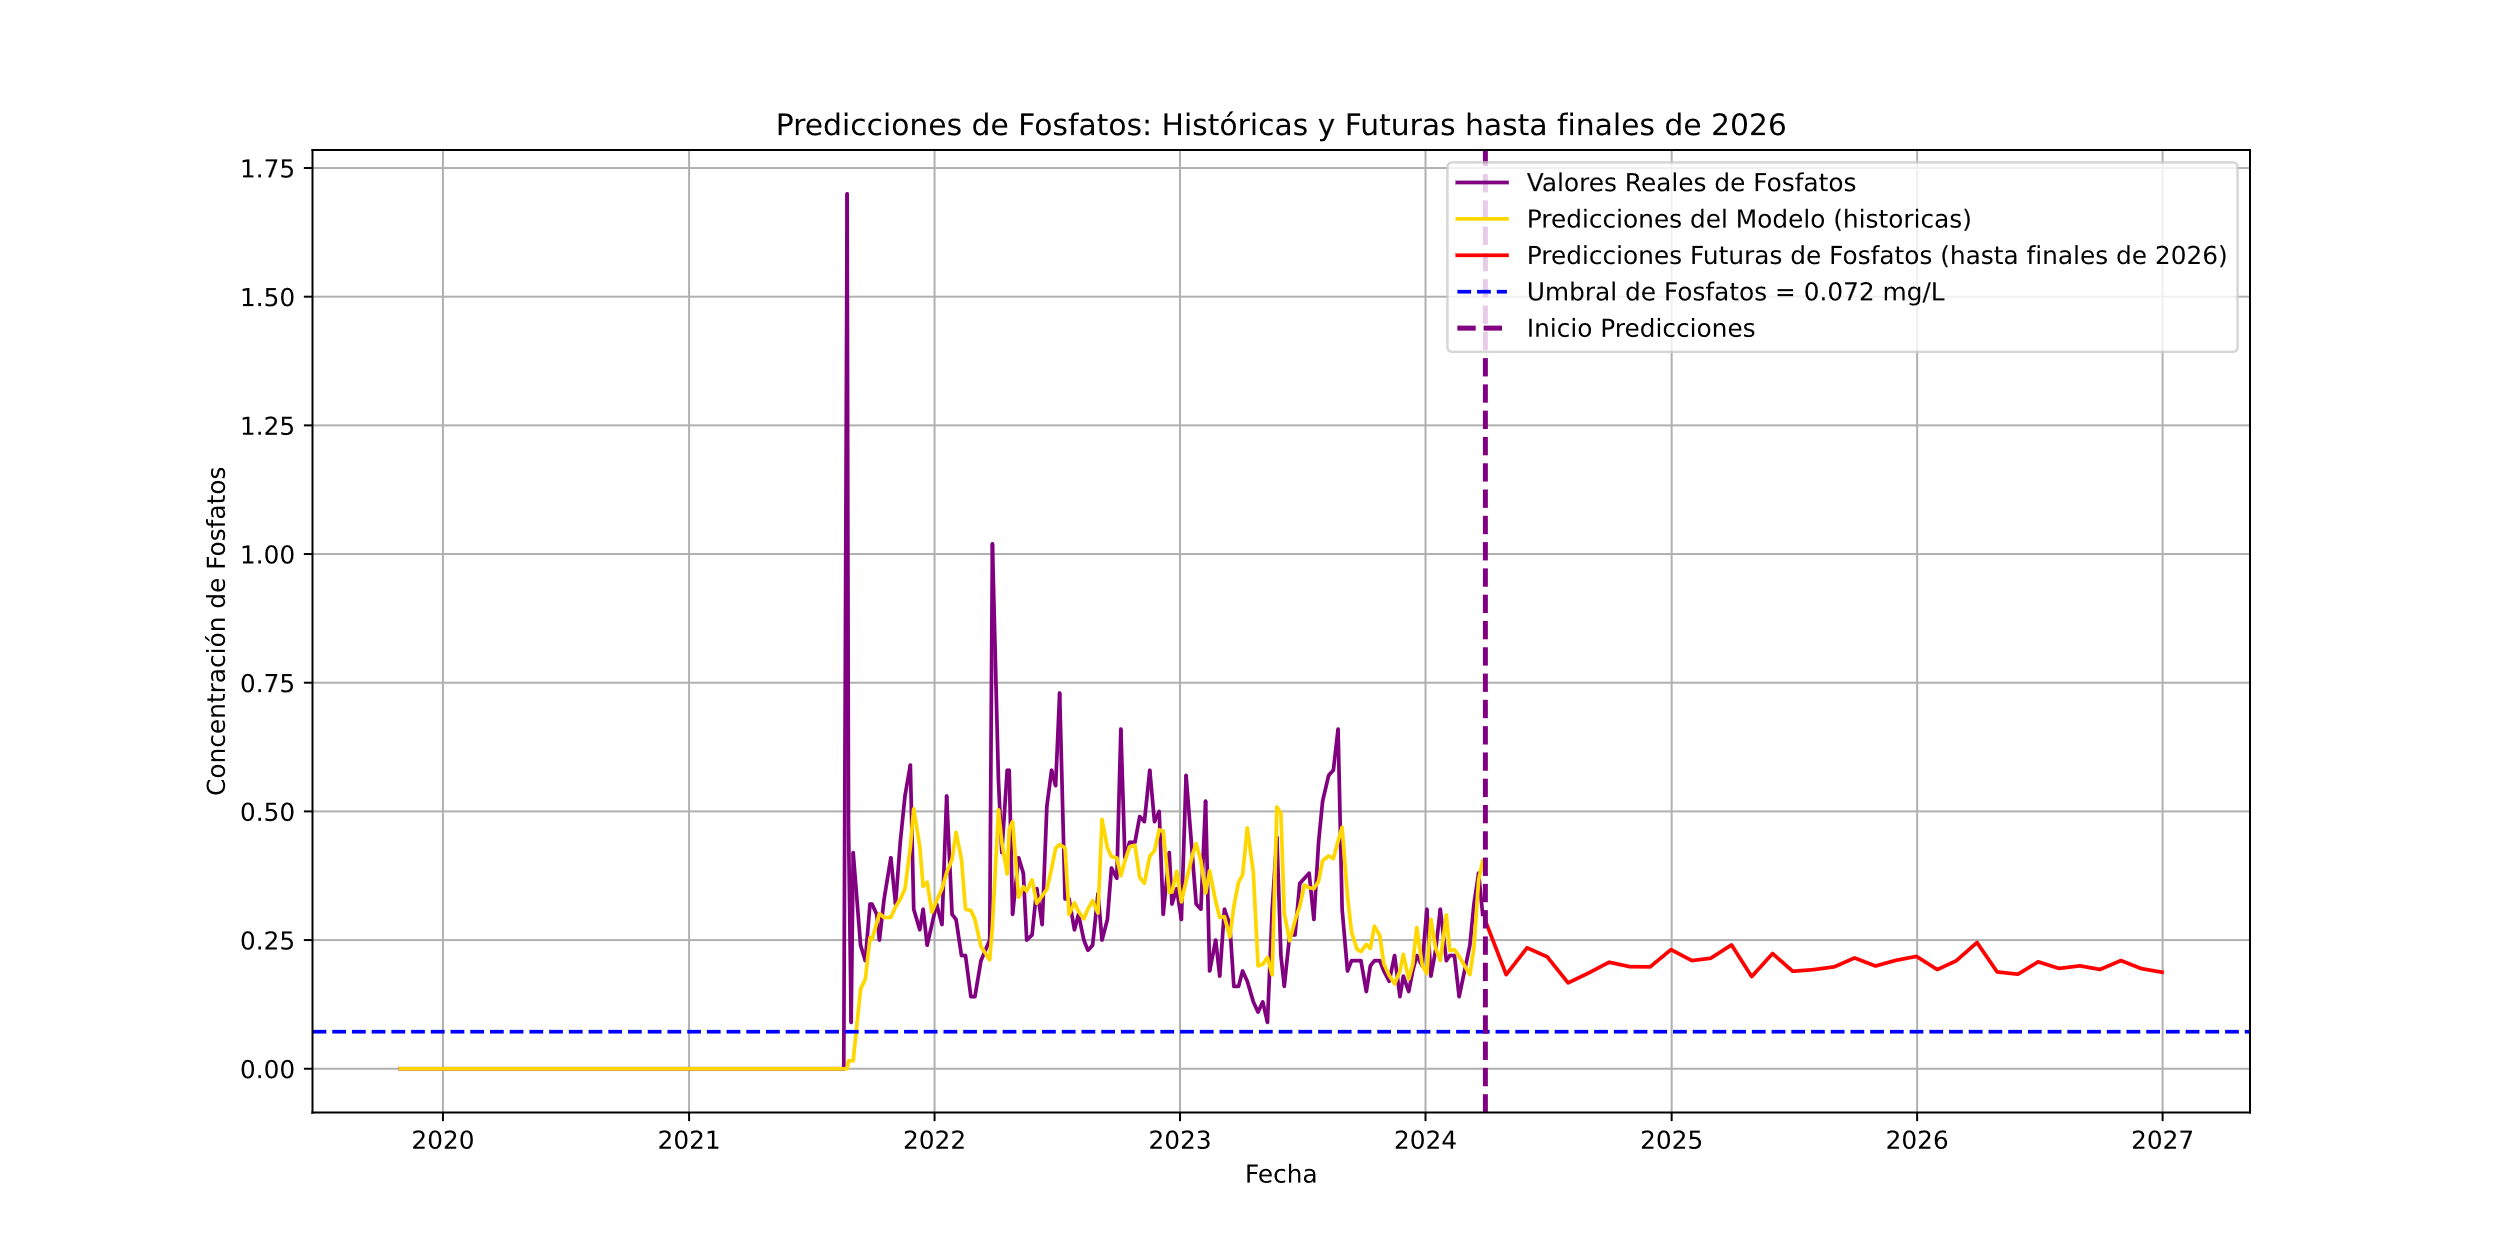 Predicciones de Fosfatos: Históricas y Futuras hasta finales de 2026
Valores Reales de Fosfatos
Predicciones del Modelo (historicas)
Predicciones Futuras de Fosfatos (hasta finales de 2026)
Umbral de Fosfatos = 0.072 mg/L
Inicio Predicciones
Concentración de Fosfatos
1.75
1.50
1.25
1.00
0.75
0.50
0.25
0.00
2020 2021 2022 2023 2024 2025 2026 2027
Fecha